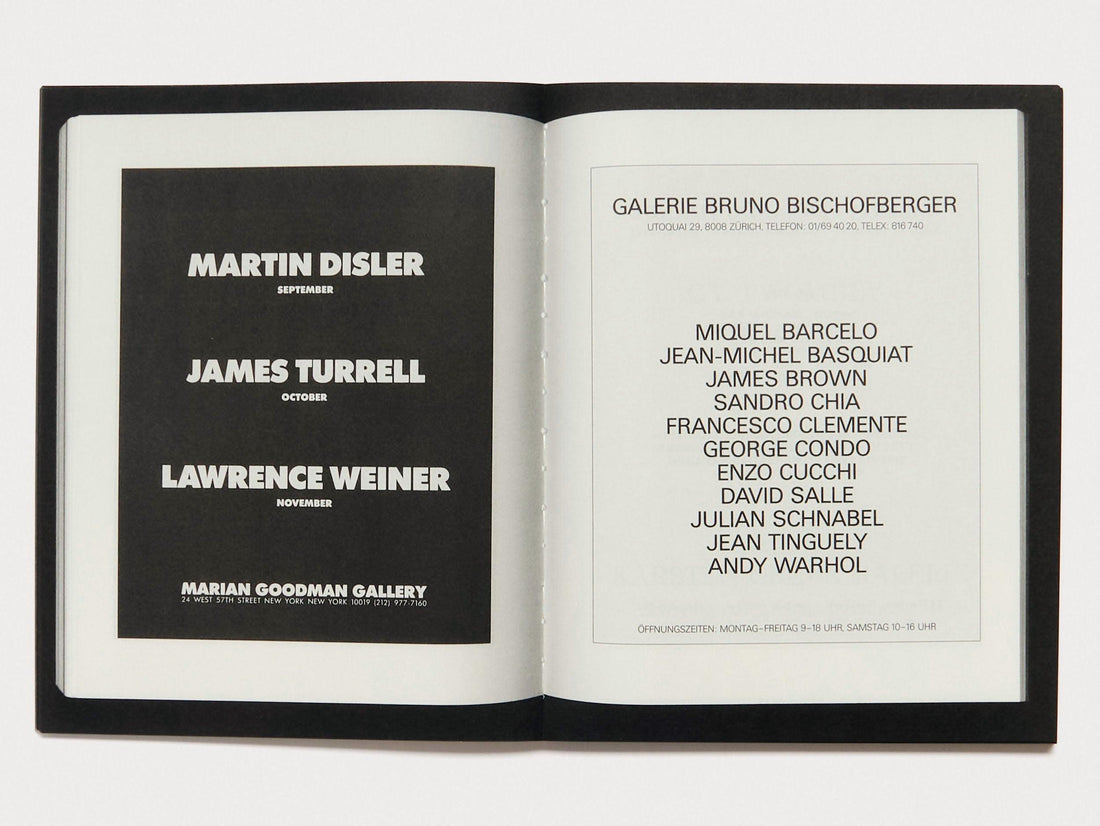 MARTIN DISLER
SEPTEMBER
JAMES TURRELL
OCTOBER
LAWRENCE WEINER
NOVEMBER
MARIAN GOODMAN GALLERY
24 WEST 57TH STREET NEW YORK NEW YORK 10019 (212) 977-7160
GALERIE BRUNO BISCHOFBERGER
UTOQUAI 29, 8008 ZÜRICH, TELEFON: 01/69 40 20, TELEX: 816 740
MIQUEL BARCELO
JEAN-MICHEL BASQUIAT
JAMES BROWN
SANDRO CHIA
FRANCESCO CLEMENTE
GEORGE CONDO
ENZO CUCCHI
DAVID SALLE
JULIAN SCHNABEL
JEAN TINGUELY
ANDY WARHOL
ÖFFNUNGSZEITEN: MONTAG–FREITAG 9–18 UHR, SAMSTAG 10–16 UHR